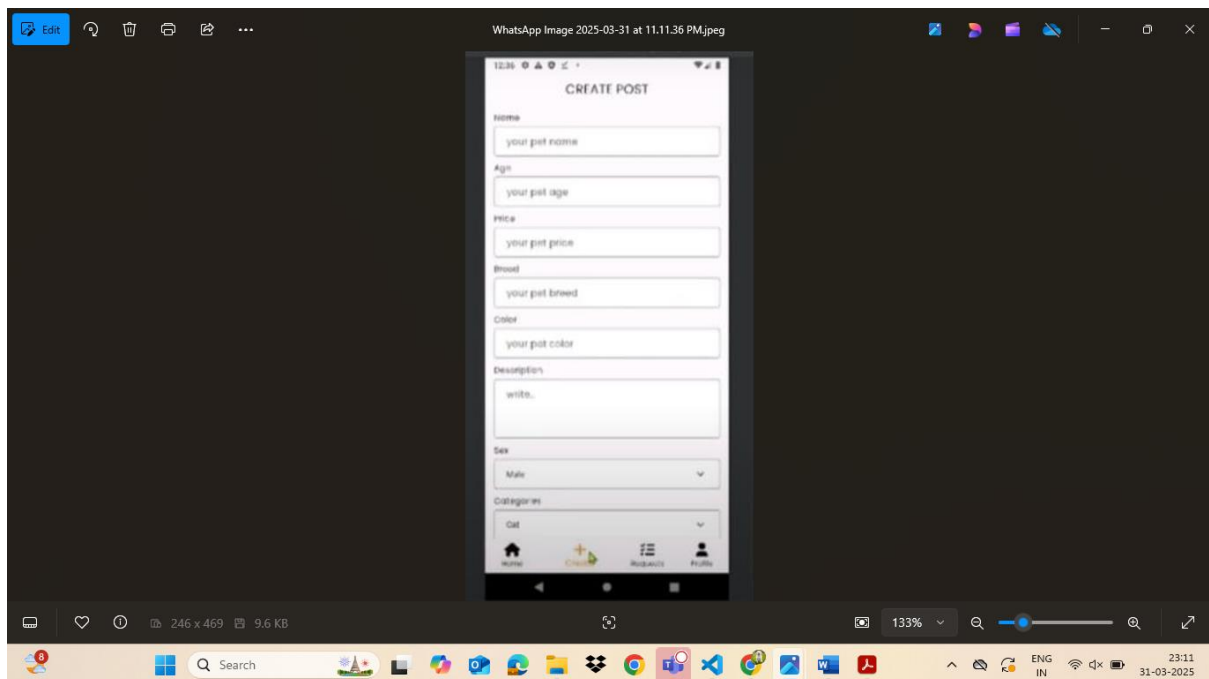 Edit
WhatsApp Image 2025-03-31 at 11.11.36 PM.jpeg
12:36
CREATE POST
Name
your pet name
Age
your pet age
Price
your pet price
Breed
your pet breed
Color
your pet color
Description
write..
Sex
Male
Categories
Cat
Home
Create
Requests
Profile
246 x 469 9.6 KB
133%
8
Search
ENG
IN
23:11
31-03-2025